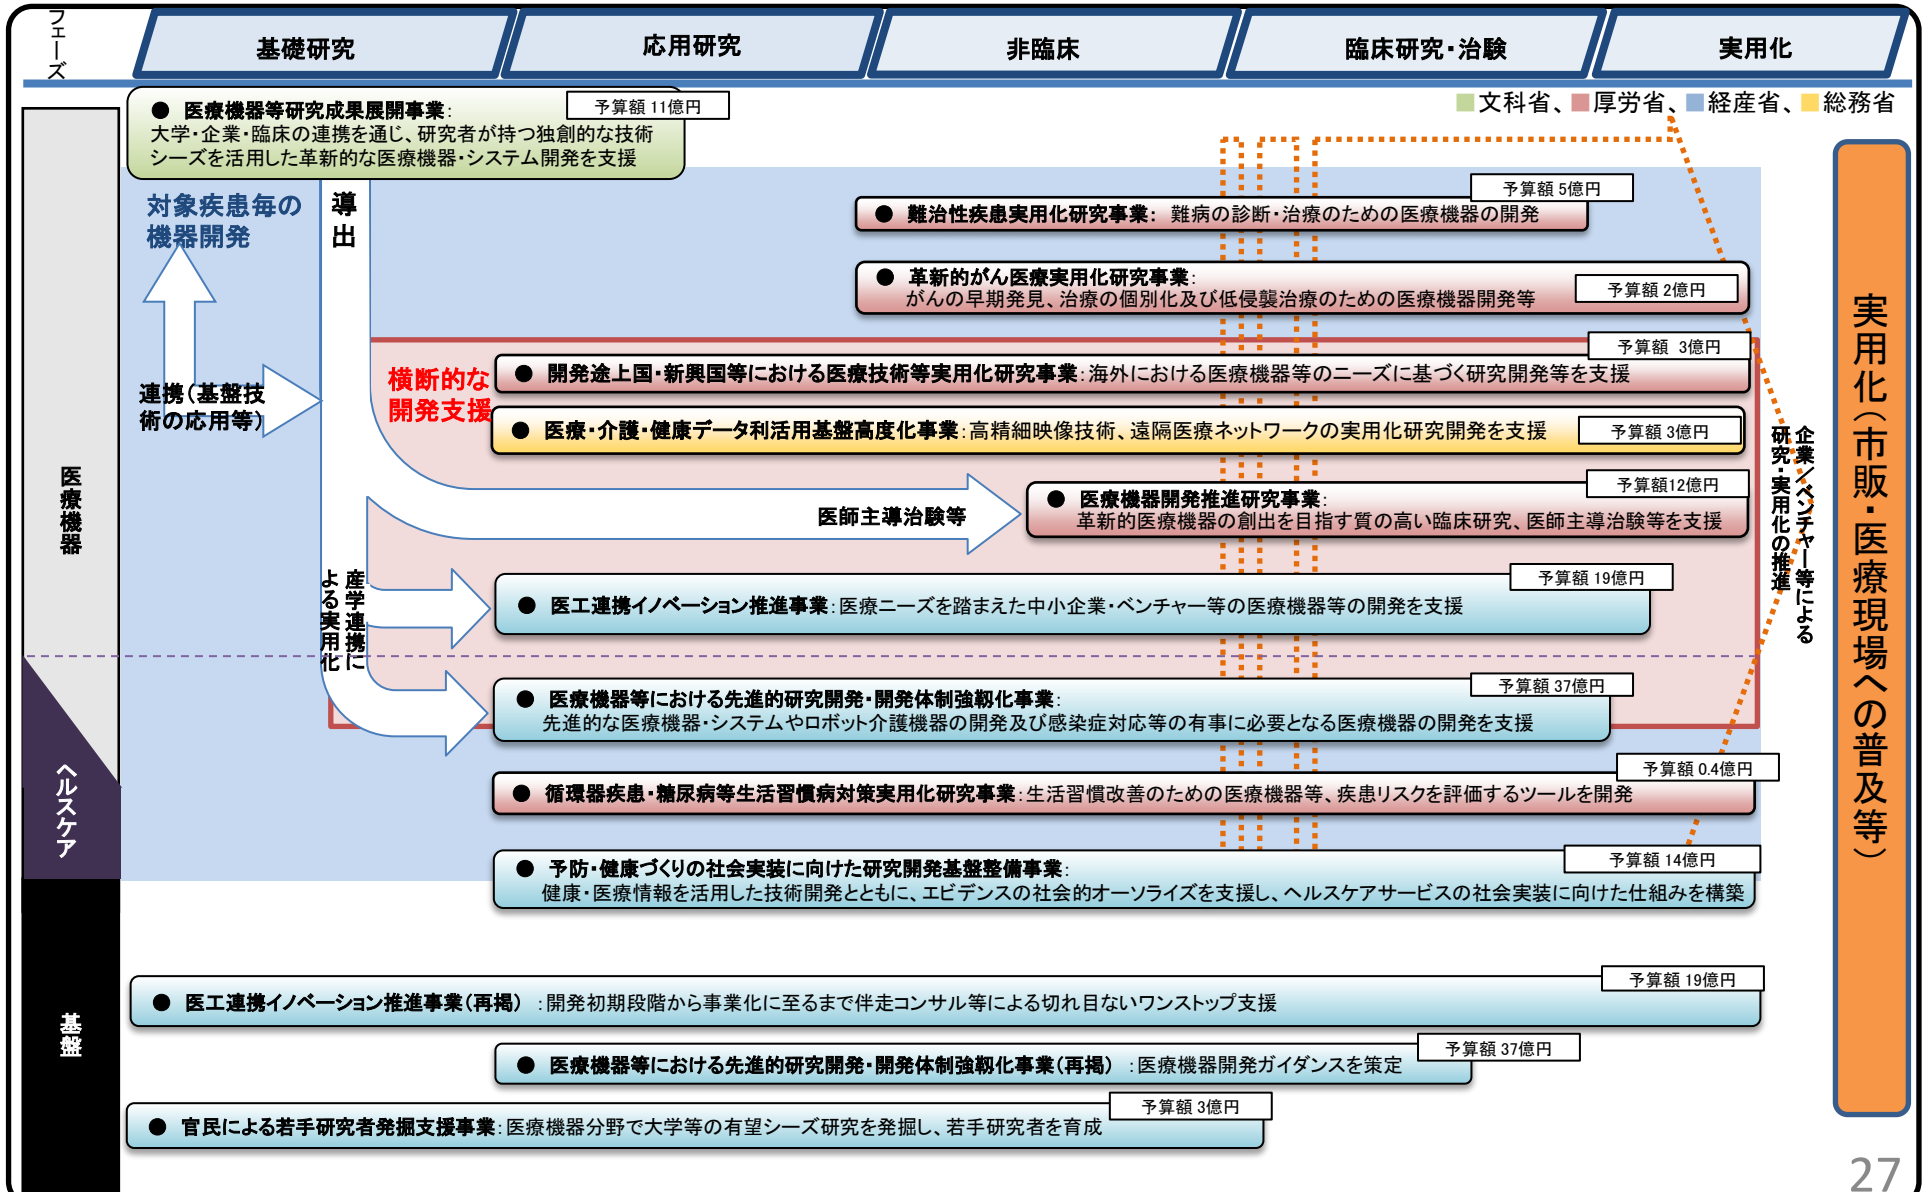 フェーズ
基礎研究
応用研究
非臨床
臨床研究・治験
実用化
■文科省、■厚労省、■経産省、■総務省
● 医療機器等研究成果展開事業:
予算額 11億円
大学・企業・臨床の連携を通じ、研究者が持つ独創的な技術
シーズを活用した革新的な医療機器・システム開発を支援
対象疾患毎の
機器開発
導出
予算額 5億円
● 難治性疾患実用化研究事業: 難病の診断・治療のための医療機器の開発
● 革新的がん医療実用化研究事業:
がんの早期発見、治療の個別化及び低侵襲治療のための医療機器開発等
予算額 2億円
連携(基盤技
術の応用等)
横断的な
開発支援
予算額 3億円
● 開発途上国・新興国等における医療技術等実用化研究事業:海外における医療機器等のニーズに基づく研究開発等を支援
● 医療・介護・健康データ利活用基盤高度化事業:高精細映像技術、遠隔医療ネットワークの実用化研究開発を支援
予算額 3億円
医師主導治験等
予算額12億円
● 医療機器開発推進研究事業:
革新的医療機器の創出を目指す質の高い臨床研究、医師主導治験等を支援
産学連携に
よる実用化
予算額 19億円
● 医工連携イノベーション推進事業:医療ニーズを踏まえた中小企業・ベンチャー等の医療機器等の開発を支援
予算額 37億円
● 医療機器等における先進的研究開発・開発体制強靱化事業:
先進的な医療機器・システムやロボット介護機器の開発及び感染症対応等の有事に必要となる医療機器の開発を支援
予算額 0.4億円
● 循環器疾患・糖尿病等生活習慣病対策実用化研究事業:生活習慣改善のための医療機器等、疾患リスクを評価するツールを開発
予算額 14億円
● 予防・健康づくりの社会実装に向けた研究開発基盤整備事業:
健康・医療情報を活用した技術開発とともに、エビデンスの社会的オーソライズを支援し、ヘルスケアサービスの社会実装に向けた仕組みを構築
予算額 19億円
● 医工連携イノベーション推進事業(再掲) :開発初期段階から事業化に至るまで伴走コンサル等による切れ目ないワンストップ支援
予算額 37億円
● 医療機器等における先進的研究開発・開発体制強靱化事業(再掲) :医療機器開発ガイダンスを策定
予算額 3億円
● 官民による若手研究者発掘支援事業:医療機器分野で大学等の有望シーズ研究を発掘し、若手研究者を育成
医療機器
ヘルスケア
基盤
企業/ベンチャー等による
研究・実用化の推進
実用化(市販・医療現場への普及等)
27